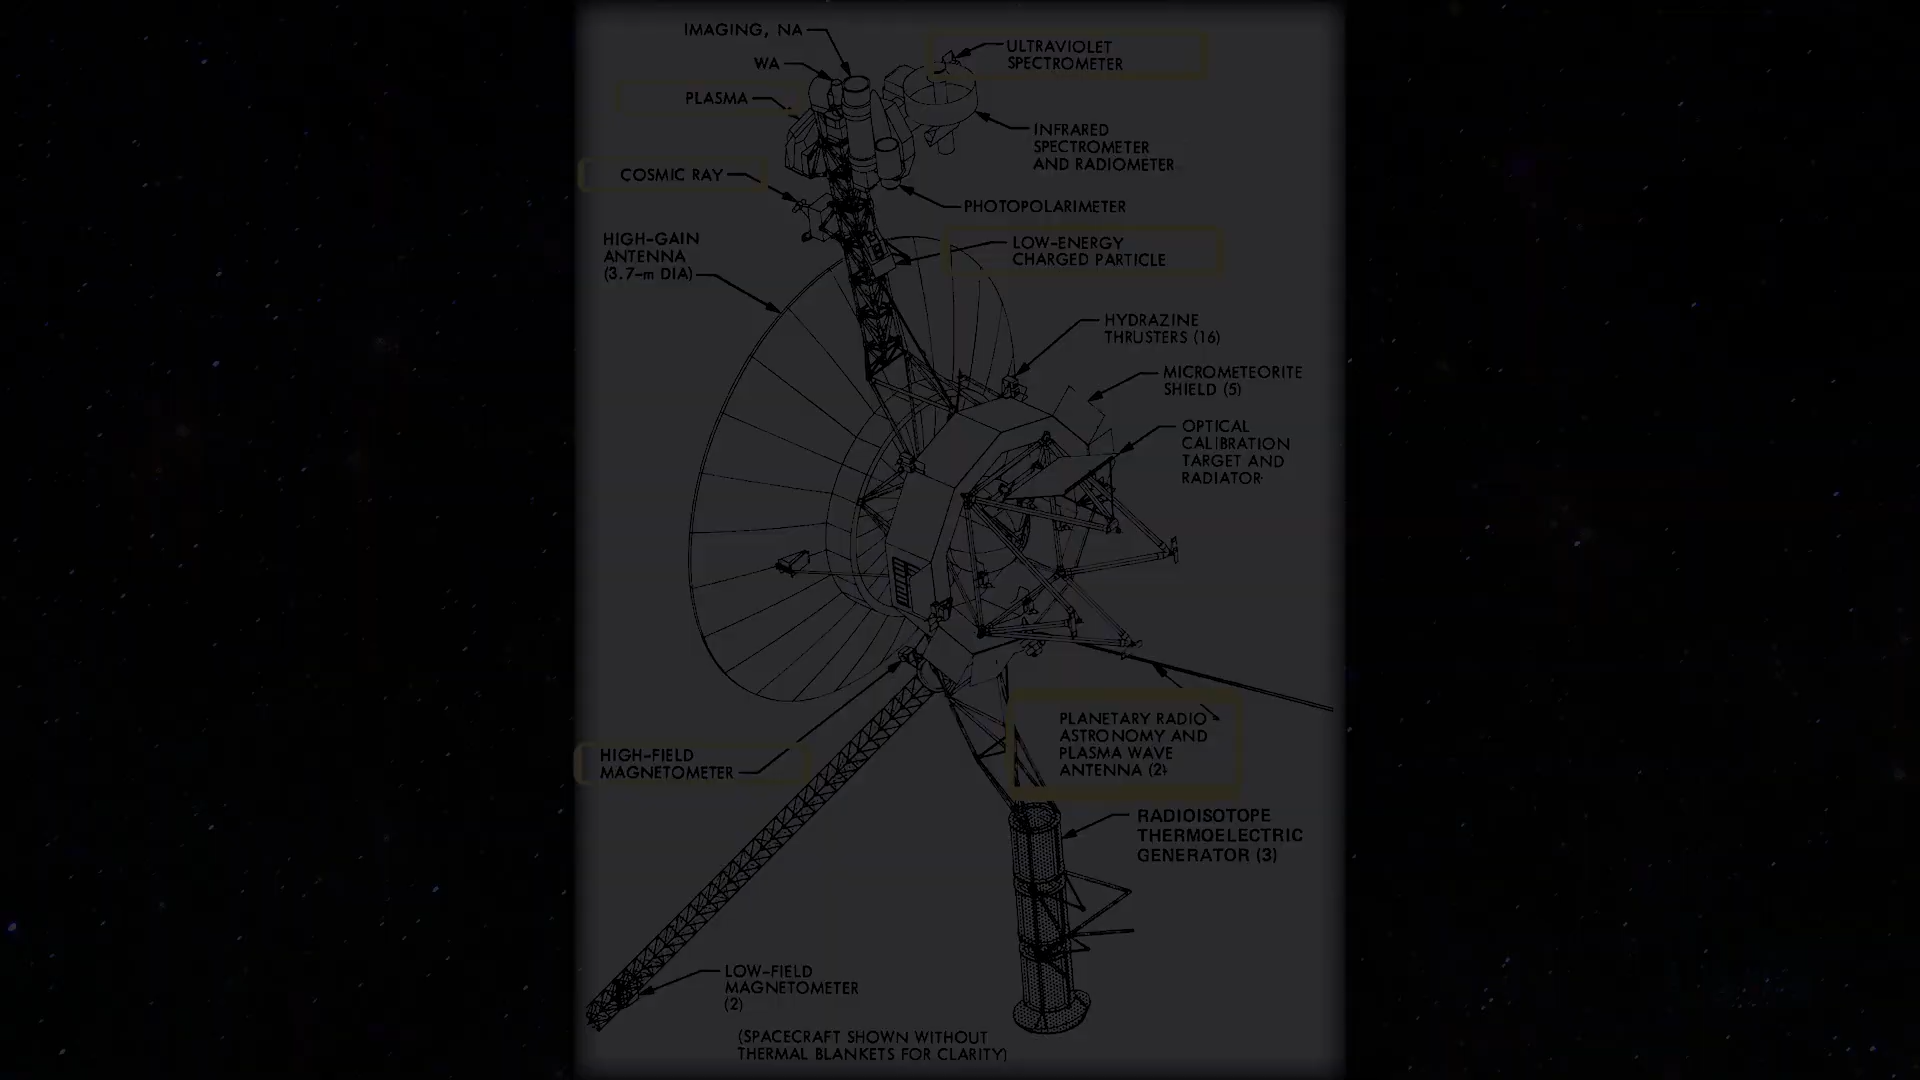 IMAGING, NA
WA
PLASMA
COSMIC RAY
HIGH-GAIN
ANTENNA
(3.7-m DIA)
ULTRAVIOLET
SPECTROMETER
INFRARED
SPECTROMETER
AND RADIOMETER
PHOTOPOLARIMETER
LOW-ENERGY
CHARGED PARTICLE
HYDRAZINE
THRUSTERS (16)
MICROMETEORITE
SHIELD (5)
OPTICAL
CALIBRATION
TARGET AND
RADIATOR
PLANETARY RADIO
ASTRONOMY AND
PLASMA WAVE
ANTENNA (2)
HIGH-FIELD
MAGNETOMETER
RADIOISOTOPE
THERMOELECTRIC
GENERATOR (3)
LOW-FIELD
MAGNETOMETER
(2)
(SPACECRAFT SHOWN WITHOUT
THERMAL BLANKETS FOR CLARITY)